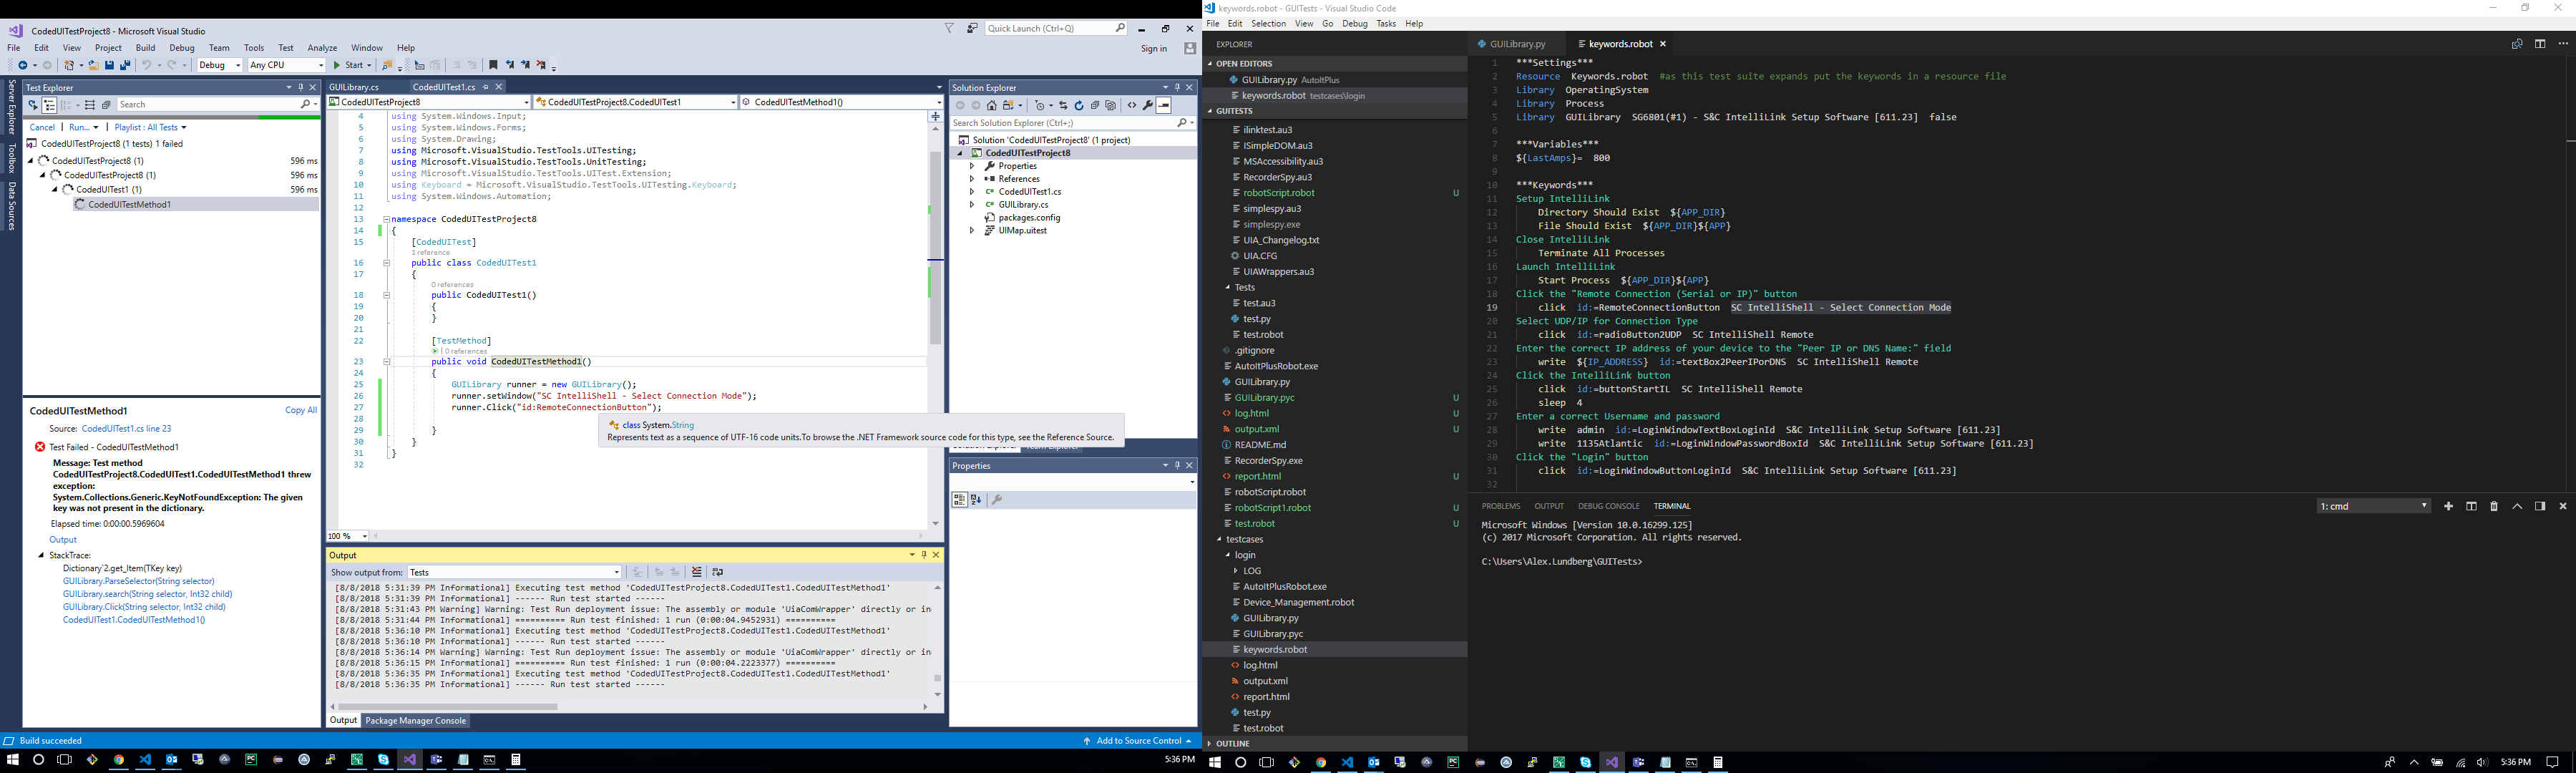 CodedUITestProject8 - Microsoft Visual Studio
Quick Launch (Ctrl+Q)
File Edit View Project Build Debug Team Tools Test Analyze Window Help
Sign in
Debug Any CPU Start
Server Explorer
Toolbox
Data Sources
Test Explorer
Search
Cancel | Run... | Playlist : All Tests
CodedUITestProject8 (1 tests) 1 failed
CodedUITestProject8 (1) 596 ms
CodedUITestProject8 (1) 596 ms
CodedUITest1 (1) 596 ms
CodedUITestMethod1
CodedUITestMethod1 Copy All
Source: CodedUITest1.cs line 23
Test Failed - CodedUITestMethod1
Message: Test method
CodedUITestProject8.CodedUITest1.CodedUITestMethod1 threw
exception:
System.Collections.Generic.KeyNotFoundException: The given
key was not present in the dictionary.
Elapsed time: 0:00:00.5969604
Output
StackTrace:
Dictionary`2.get_Item(TKey key)
GUILibrary.ParseSelector(String selector)
GUILibrary.search(String selector, Int32 child)
GUILibrary.Click(String selector, Int32 child)
CodedUITest1.CodedUITestMethod1()
GUILibrary.cs CodedUITest1.cs
CodedUITestProject8 CodedUITestProject8.CodedUITest1 CodedUITestMethod1()
4 using System.Windows.Input;
5 using System.Windows.Forms;
6 using System.Drawing;
7 using Microsoft.VisualStudio.TestTools.UITesting;
8 using Microsoft.VisualStudio.TestTools.UnitTesting;
9 using Microsoft.VisualStudio.TestTools.UITest.Extension;
10 using Keyboard = Microsoft.VisualStudio.TestTools.UITesting.Keyboard;
11 using System.Windows.Automation;
12
13 namespace CodedUITestProject8
14 {
15 [CodedUITest]
1 reference
16 public class CodedUITest1
17 {
0 references
18 public CodedUITest1()
19 {
20 }
21
22 [TestMethod]
| 0 references
23 public void CodedUITestMethod1()
24 {
25 GUILibrary runner = new GUILibrary();
26 runner.setWindow("SC IntelliShell - Select Connection Mode");
27 runner.Click("id:RemoteConnectionButton");
28
29 }
30 }
31 }
32
class System.String
Represents text as a sequence of UTF-16 code units.To browse the .NET Framework source code for this type, see the Reference Source.
100 %
Output
Show output from: Tests
[8/8/2018 5:31:39 PM Informational] Executing test method 'CodedUITestProject8.CodedUITest1.CodedUITestMethod1'
[8/8/2018 5:31:39 PM Informational] ------ Run test started ------
[8/8/2018 5:31:43 PM Warning] Warning: Test Run deployment issue: The assembly or module 'UiaComWrapper' directly or in
[8/8/2018 5:31:44 PM Informational] ========== Run test finished: 1 run (0:00:04.9452931) ==========
[8/8/2018 5:36:10 PM Informational] Executing test method 'CodedUITestProject8.CodedUITest1.CodedUITestMethod1'
[8/8/2018 5:36:10 PM Informational] ------ Run test started ------
[8/8/2018 5:36:14 PM Warning] Warning: Test Run deployment issue: The assembly or module 'UiaComWrapper' directly or in
[8/8/2018 5:36:15 PM Informational] ========== Run test finished: 1 run (0:00:04.2223377) ==========
[8/8/2018 5:36:35 PM Informational] Executing test method 'CodedUITestProject8.CodedUITest1.CodedUITestMethod1'
[8/8/2018 5:36:35 PM Informational] ------ Run test started ------
Output Package Manager Console
Solution Explorer
Search Solution Explorer (Ctrl+;)
Solution 'CodedUITestProject8' (1 project)
CodedUITestProject8
Properties
References
CodedUITest1.cs
GUILibrary.cs
packages.config
UIMap.uitest
Properties
Build succeeded
Add to Source Control
5:36 PM
keywords.robot - GUITests - Visual Studio Code
File Edit Selection View Go Debug Tasks Help
EXPLORER
OPEN EDITORS
GUILibrary.py AutoItPlus
keywords.robot testcases\login
GUITESTS
ilinktest.au3
ISimpleDOM.au3
MSAccessibility.au3
RecorderSpy.au3
robotScript.robot U
simplespy.au3
simplespy.exe
UIA_Changelog.txt
UIA.CFG
UIAWrappers.au3
Tests
test.au3
test.py
test.robot
.gitignore
AutoItPlusRobot.exe
GUILibrary.py
GUILibrary.pyc U
log.html U
output.xml U
README.md
RecorderSpy.exe
report.html U
robotScript.robot
robotScript1.robot U
test.robot U
testcases
login
LOG
AutoItPlusRobot.exe
Device_Management.robot
GUILibrary.py
GUILibrary.pyc
keywords.robot
log.html
output.xml
report.html
test.py
test.robot
OUTLINE
GUILibrary.py keywords.robot
1 ***Settings***
2 Resource Keywords.robot #as this test suite expands put the keywords in a resource file
3 Library OperatingSystem
4 Library Process
5 Library GUILibrary SG6801(#1) - S&C IntelliLink Setup Software [611.23] false
6
7 ***Variables***
8 ${LastAmps}= 800
9
10 ***Keywords***
11 Setup IntelliLink
12 Directory Should Exist ${APP_DIR}
13 File Should Exist ${APP_DIR}${APP}
14 Close IntelliLink
15 Terminate All Processes
16 Launch IntelliLink
17 Start Process ${APP_DIR}${APP}
18 Click the "Remote Connection (Serial or IP)" button
19 click id:=RemoteConnectionButton SC IntelliShell - Select Connection Mode
20 Select UDP/IP for Connection Type
21 click id:=radioButton2UDP SC IntelliShell Remote
22 Enter the correct IP address of your device to the "Peer IP or DNS Name:" field
23 write ${IP_ADDRESS} id:=textBox2PeerIPorDNS SC IntelliShell Remote
24 Click the IntelliLink button
25 click id:=buttonStartIL SC IntelliShell Remote
26 sleep 4
27 Enter a correct Username and password
28 write admin id:=LoginWindowTextBoxLoginId S&C IntelliLink Setup Software [611.23]
29 write 1135Atlantic id:=LoginWindowPasswordBoxId S&C IntelliLink Setup Software [611.23]
30 Click the "Login" button
31 click id:=LoginWindowButtonLoginId S&C IntelliLink Setup Software [611.23]
32
PROBLEMS OUTPUT DEBUG CONSOLE TERMINAL 1: cmd
Microsoft Windows [Version 10.0.16299.125]
(c) 2017 Microsoft Corporation. All rights reserved.
C:\Users\Alex.Lundberg\GUITests>
5:36 PM